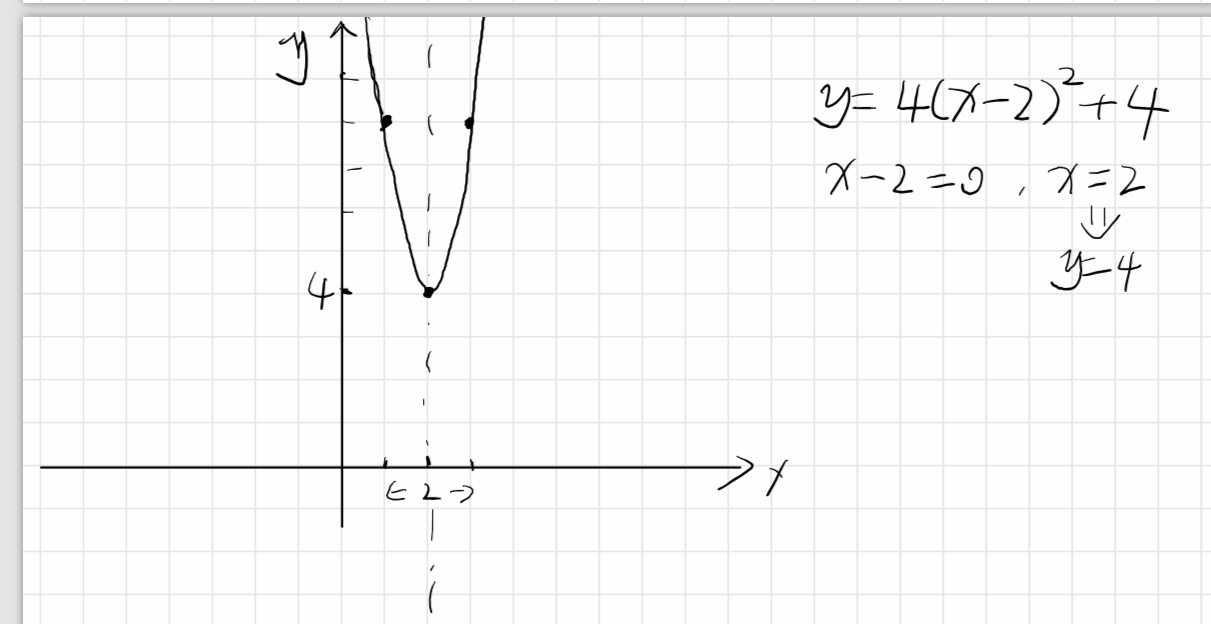 y
y=4(x-2)²+4
x-2=0, x=2
⇓
y=4
4
x
← 2 →